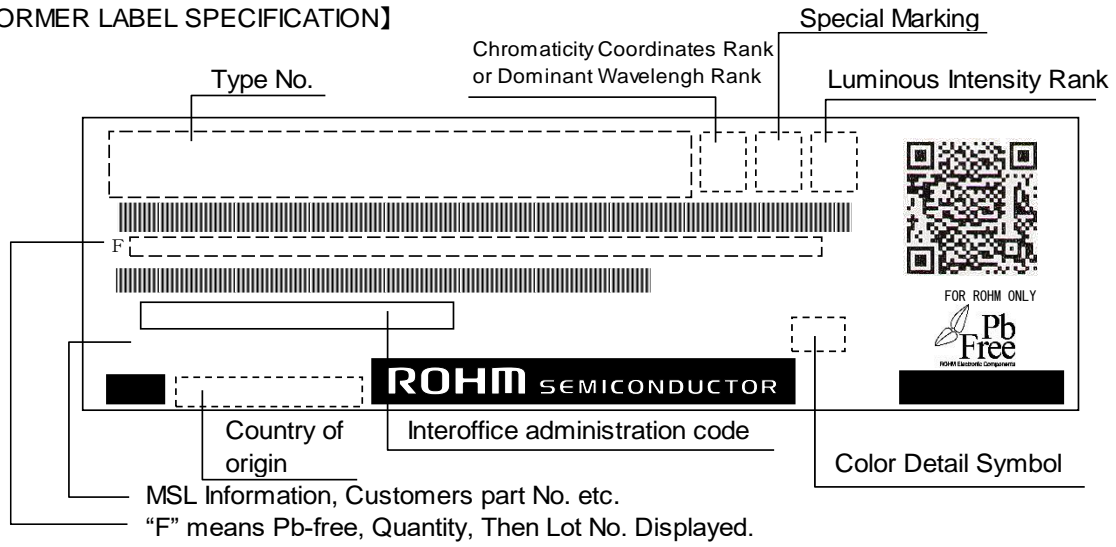 ORMER LABEL SPECIFICATION】
Special Marking
Chromaticity Coordinates Rank
or Dominant Wavelengh Rank
Type No.
Luminous Intensity Rank
F
FOR ROHM ONLY
Pb
Free
ROHM Electronic Components
ROHM SEMICONDUCTOR
Country of
origin
Interoffice administration code
Color Detail Symbol
MSL Information, Customers part No. etc.
“F” means Pb-free, Quantity, Then Lot No. Displayed.